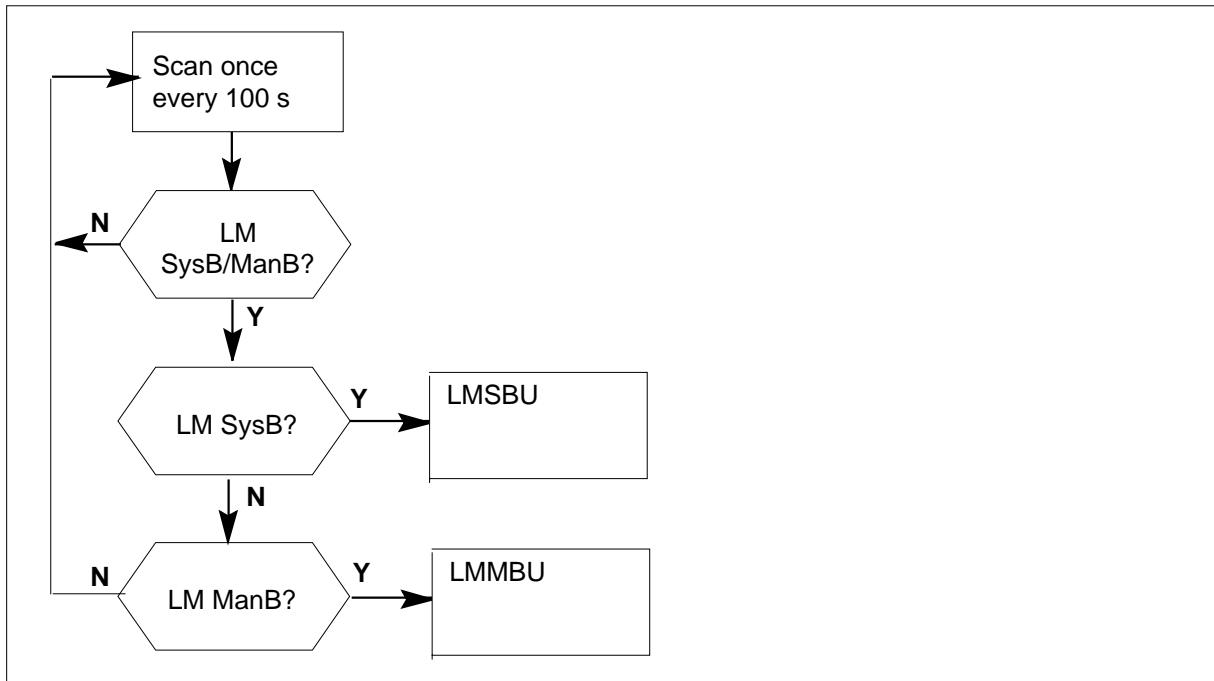 Scan once
every 100 s
N
LM
SysB/ManB?
Y
LM SysB?
Y
LMSBU
N
N
LM ManB?
Y
LMMBU